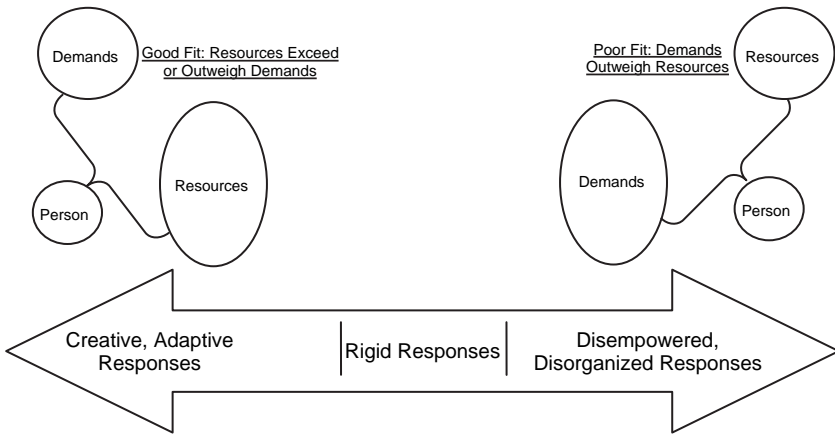 Demands
Good Fit: Resources Exceed
or Outweigh Demands
Poor Fit: Demands
Outweigh Resources
Resources
Resources
Person
Demands
Person
Creative, Adaptive
Responses
Rigid Responses
Disempowered,
Disorganized Responses